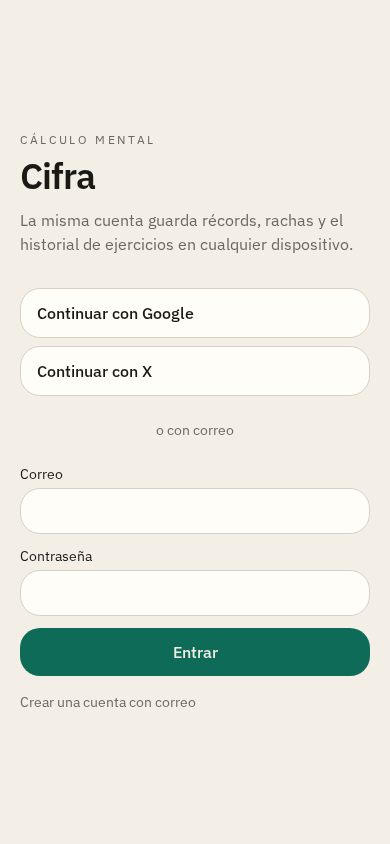 CÁLCULO MENTAL
Cifra
La misma cuenta guarda récords, rachas y el
historial de ejercicios en cualquier dispositivo.
Continuar con Google
Continuar con X
o con correo
Correo
Contraseña
Entrar
Crear una cuenta con correo